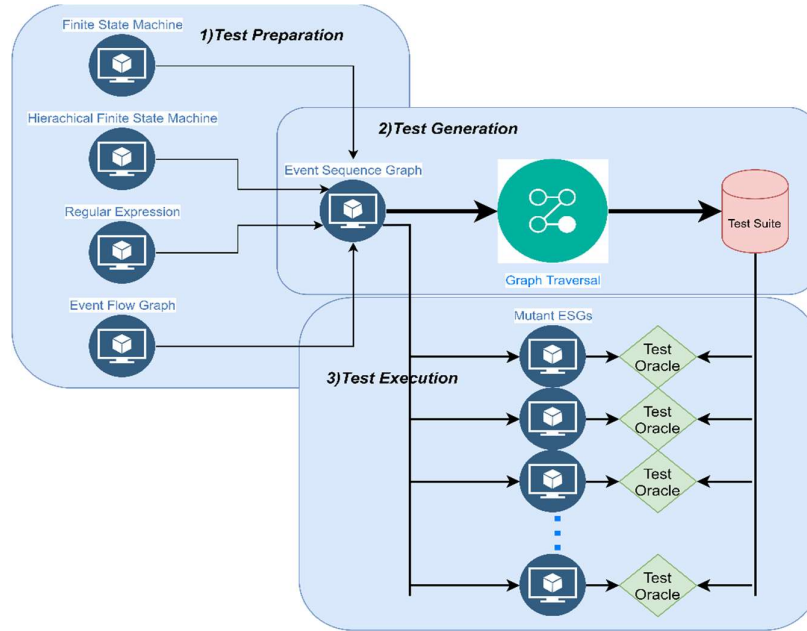 Finite State Machine
1)Test Preparation
Hierachical Finite State Machine
2)Test Generation
Event Sequence Graph
Regular Expression
Test Suite
Graph Traversal
Event Flow Graph
Mutant ESGs
3)Test Execution
Test
Oracle
Test
Oracle
Test
Oracle
Test
Oracle